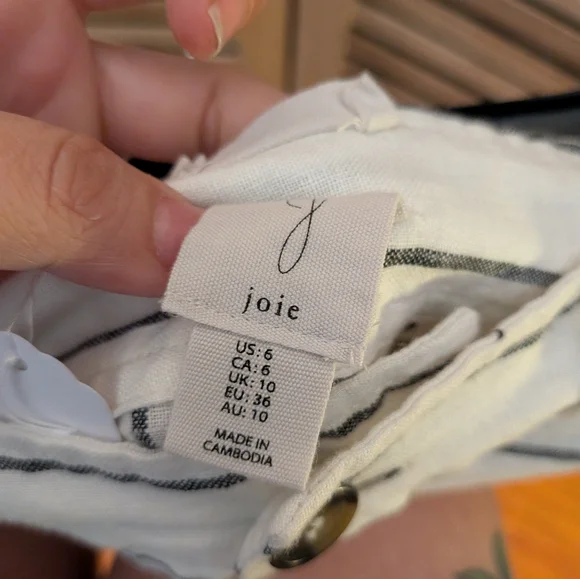 j
joie
US: 6
CA: 6
UK: 10
EU: 36
AU: 10
MADE IN
CAMBODIA